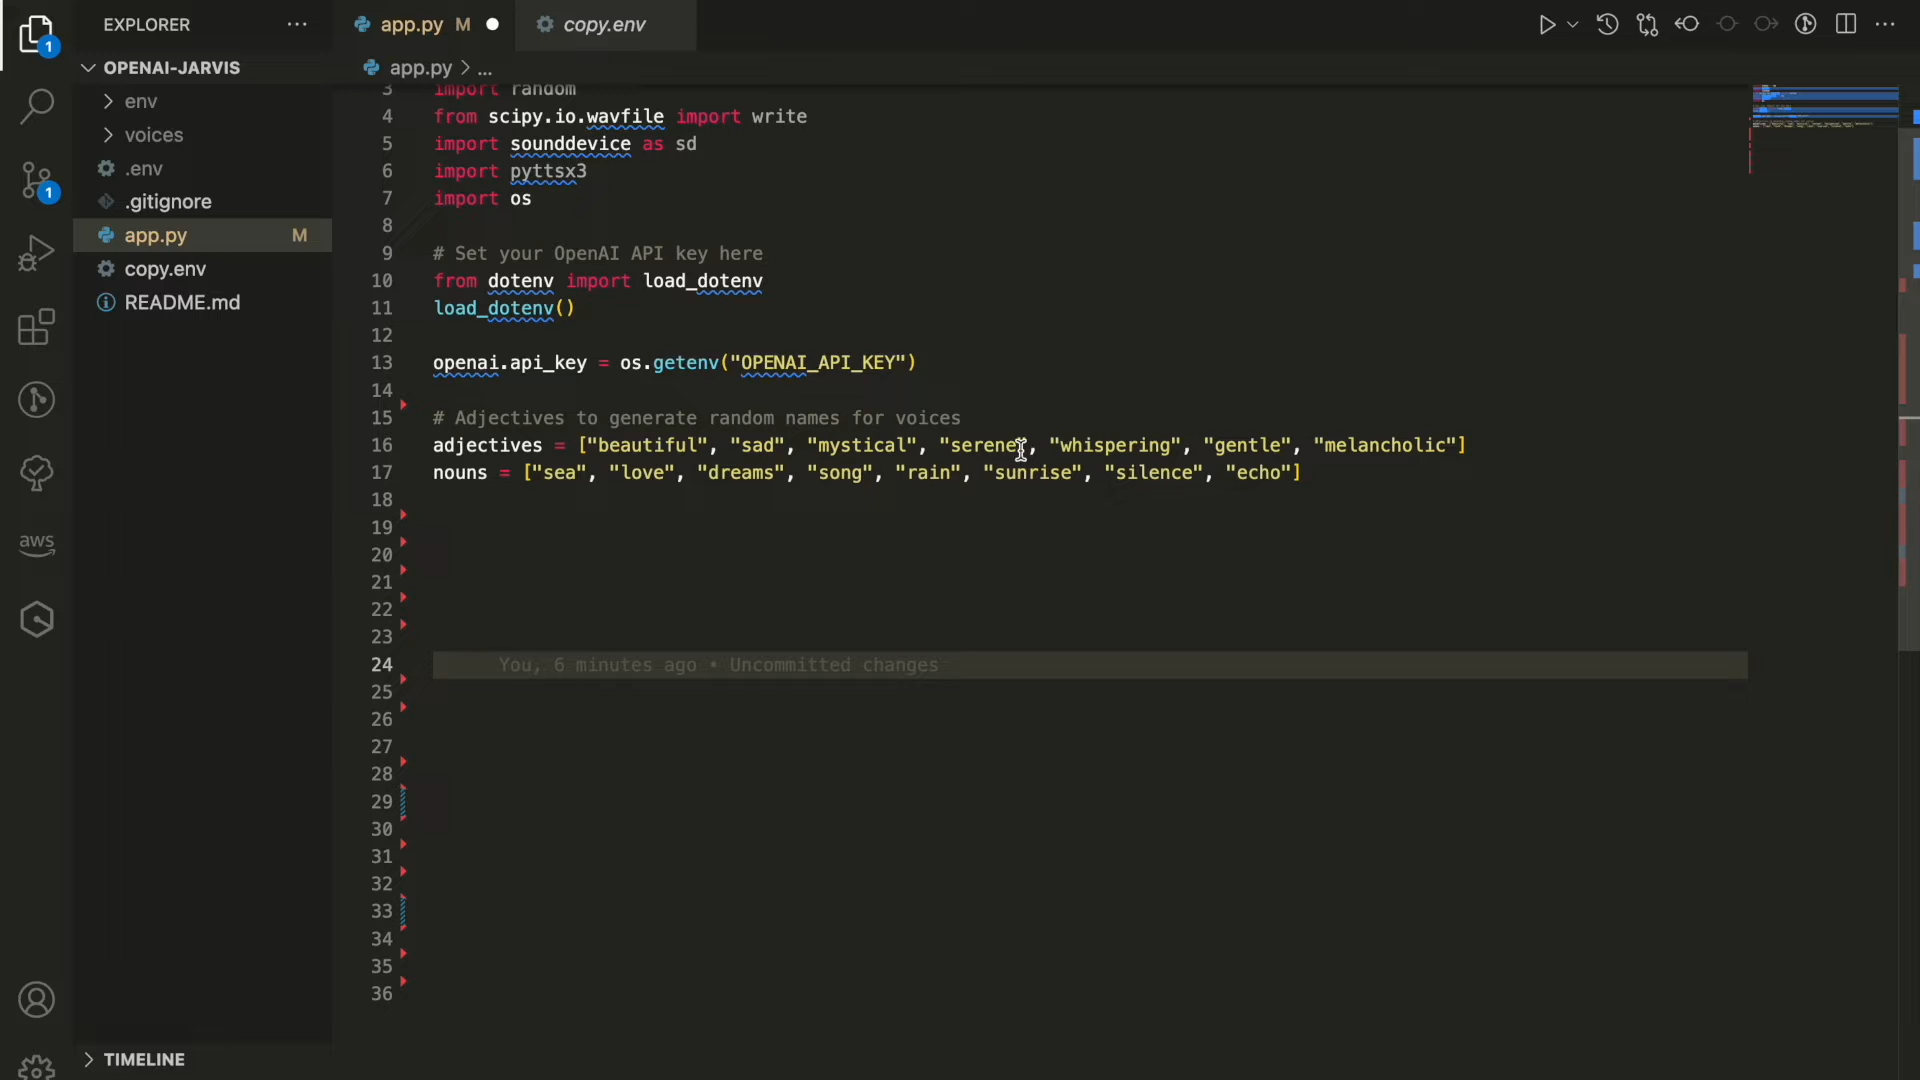 EXPLORER
OPENAI-JARVIS
env
voices
.env
.gitignore
app.py M
copy.env
README.md
TIMELINE
aws
1
1
app.py M
copy.env
app.py > ...
3 import random
4 from scipy.io.wavfile import write
5 import sounddevice as sd
6 import pyttsx3
7 import os
8
9 # Set your OpenAI API key here
10 from dotenv import load_dotenv
11 load_dotenv()
12
13 openai.api_key = os.getenv("OPENAI_API_KEY")
14
15 # Adjectives to generate random names for voices
16 adjectives = ["beautiful", "sad", "mystical", "serene", "whispering", "gentle", "melancholic"]
17 nouns = ["sea", "love", "dreams", "song", "rain", "sunrise", "silence", "echo"]
18
19
20
21
22
23
24 You, 6 minutes ago • Uncommitted changes
25
26
27
28
29
30
31
32
33
34
35
36